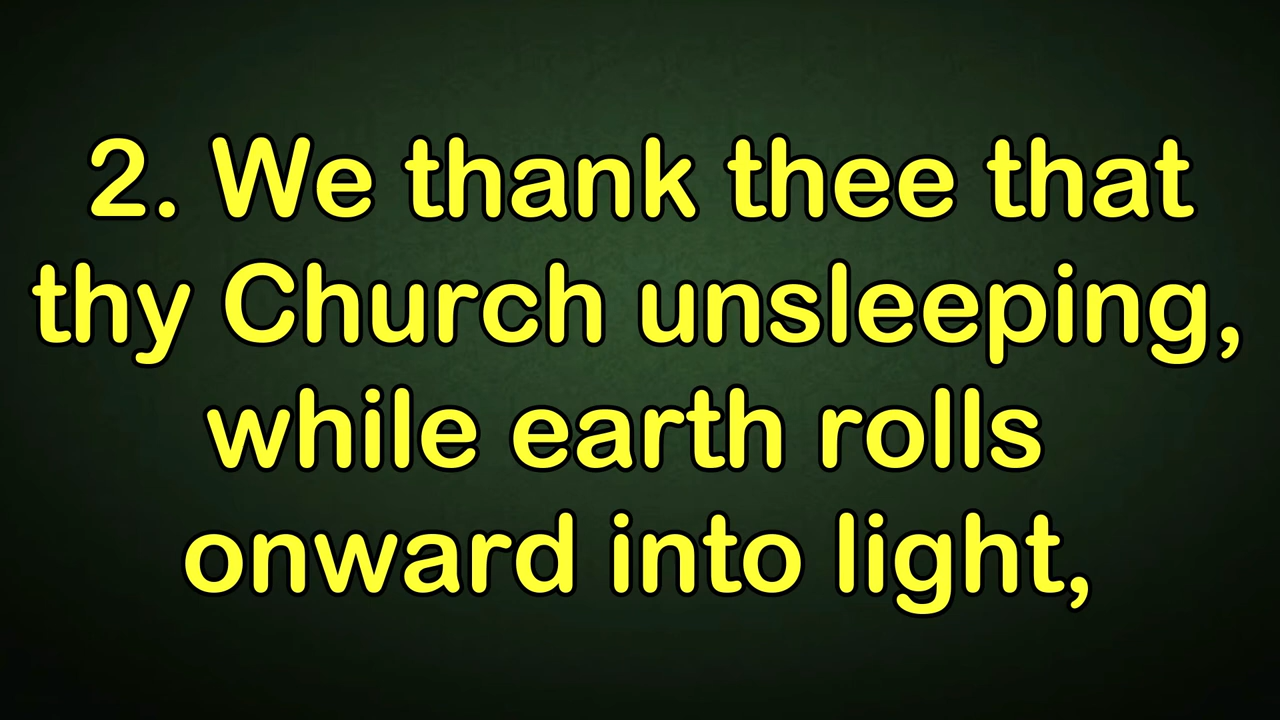 2. We thank thee that
thy Church unsleeping,
while earth rolls
onward into light,